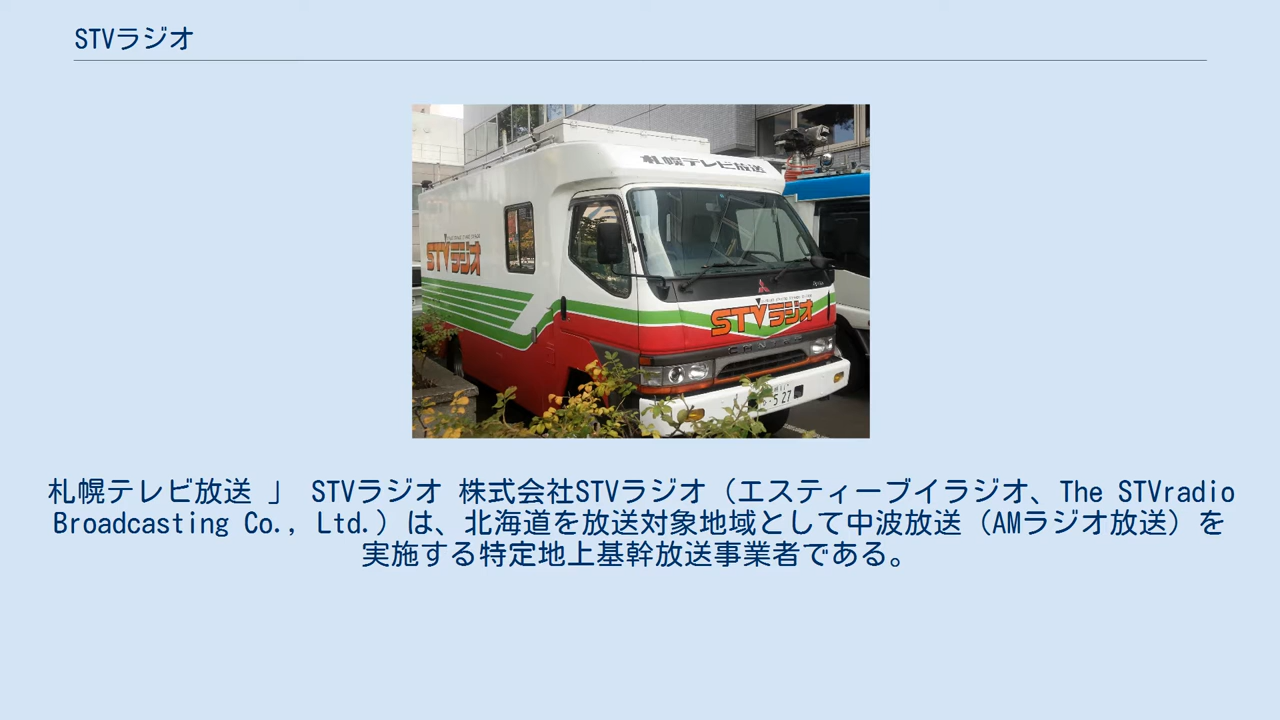 STVラジオ
札幌テレビ放送
STVラジオ
STVラジオ
CANTER
5 27
札幌テレビ放送 」 STVラジオ 株式会社STVラジオ（エスティーブイラジオ、The STVradio
Broadcasting Co., Ltd.）は、北海道を放送対象地域として中波放送（AMラジオ放送）を
実施する特定地上基幹放送事業者である。